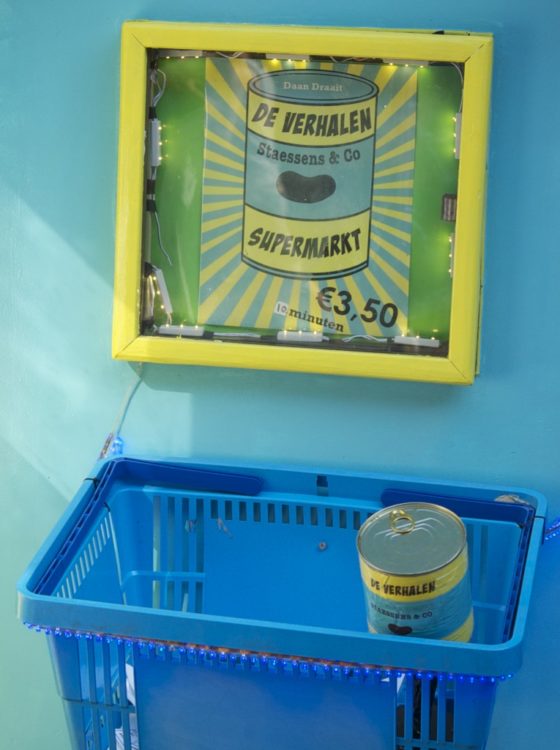 Daan Draait
DE VERHALEN
Staessens & Co
SUPERMARKT
€3,50
10 minuten
DE VERHALEN
STAESSENS & CO